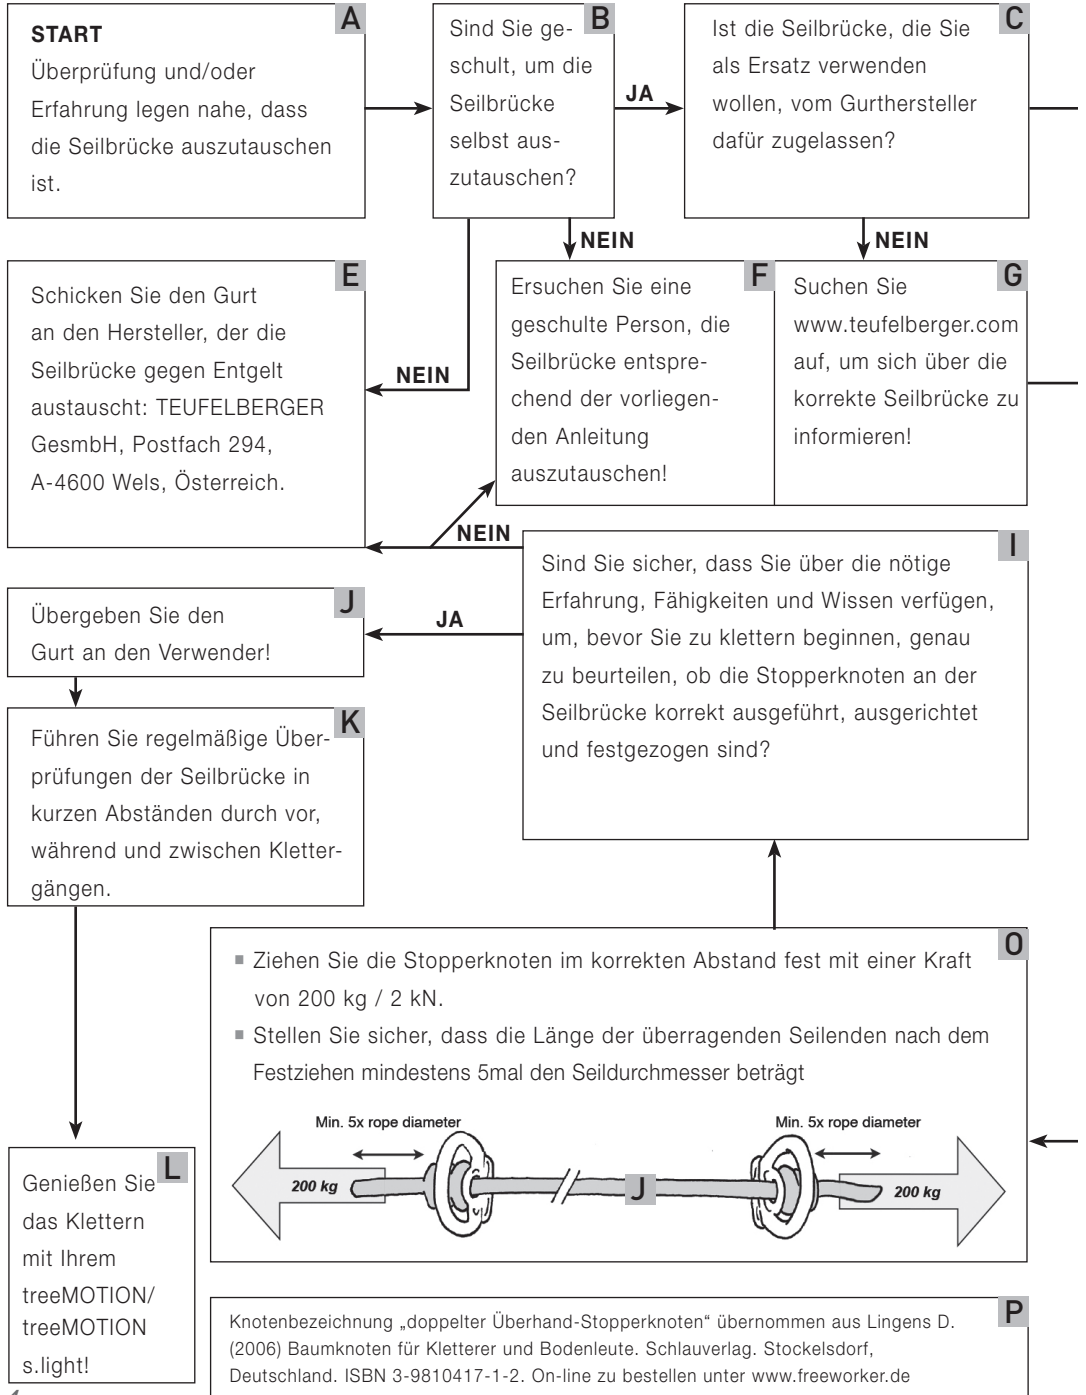 A
START
Überprüfung und/oder
Erfahrung legen nahe, dass
die Seilbrücke auszutauschen
ist.
B
Sind Sie ge-
schult, um die
Seilbrücke
selbst aus-
zutauschen?
JA
C
Ist die Seilbrücke, die Sie
als Ersatz verwenden
wollen, vom Gurthersteller
dafür zugelassen?
NEIN
NEIN
E
Schicken Sie den Gurt
an den Hersteller, der die
Seilbrücke gegen Entgelt
austauscht: TEUFELBERGER
GesmbH, Postfach 294,
A-4600 Wels, Österreich.
NEIN
F
Ersuchen Sie eine
geschulte Person, die
Seilbrücke entspre-
chend der vorliegen-
den Anleitung
auszutauschen!
G
Suchen Sie
www.teufelberger.com
auf, um sich über die
korrekte Seilbrücke zu
informieren!
NEIN
I
Sind Sie sicher, dass Sie über die nötige
Erfahrung, Fähigkeiten und Wissen verfügen,
um, bevor Sie zu klettern beginnen, genau
zu beurteilen, ob die Stopperknoten an der
Seilbrücke korrekt ausgeführt, ausgerichtet
und festgezogen sind?
JA
J
Übergeben Sie den
Gurt an den Verwender!
K
Führen Sie regelmäßige Über-
prüfungen der Seilbrücke in
kurzen Abständen durch vor,
während und zwischen Kletter-
gängen.
O
▪ Ziehen Sie die Stopperknoten im korrekten Abstand fest mit einer Kraft
von 200 kg / 2 kN.
▪ Stellen Sie sicher, dass die Länge der überragenden Seilenden nach dem
Festziehen mindestens 5mal den Seildurchmesser beträgt
Min. 5x rope diameter
Min. 5x rope diameter
200 kg
J
200 kg
L
Genießen Sie
das Klettern
mit Ihrem
treeMOTION/
treeMOTION
s.light!
P
Knotenbezeichnung „doppelter Überhand-Stopperknoten“ übernommen aus Lingens D.
(2006) Baumknoten für Kletterer und Bodenleute. Schlauverlag. Stockelsdorf,
Deutschland. ISBN 3-9810417-1-2. On-line zu bestellen unter www.freeworker.de